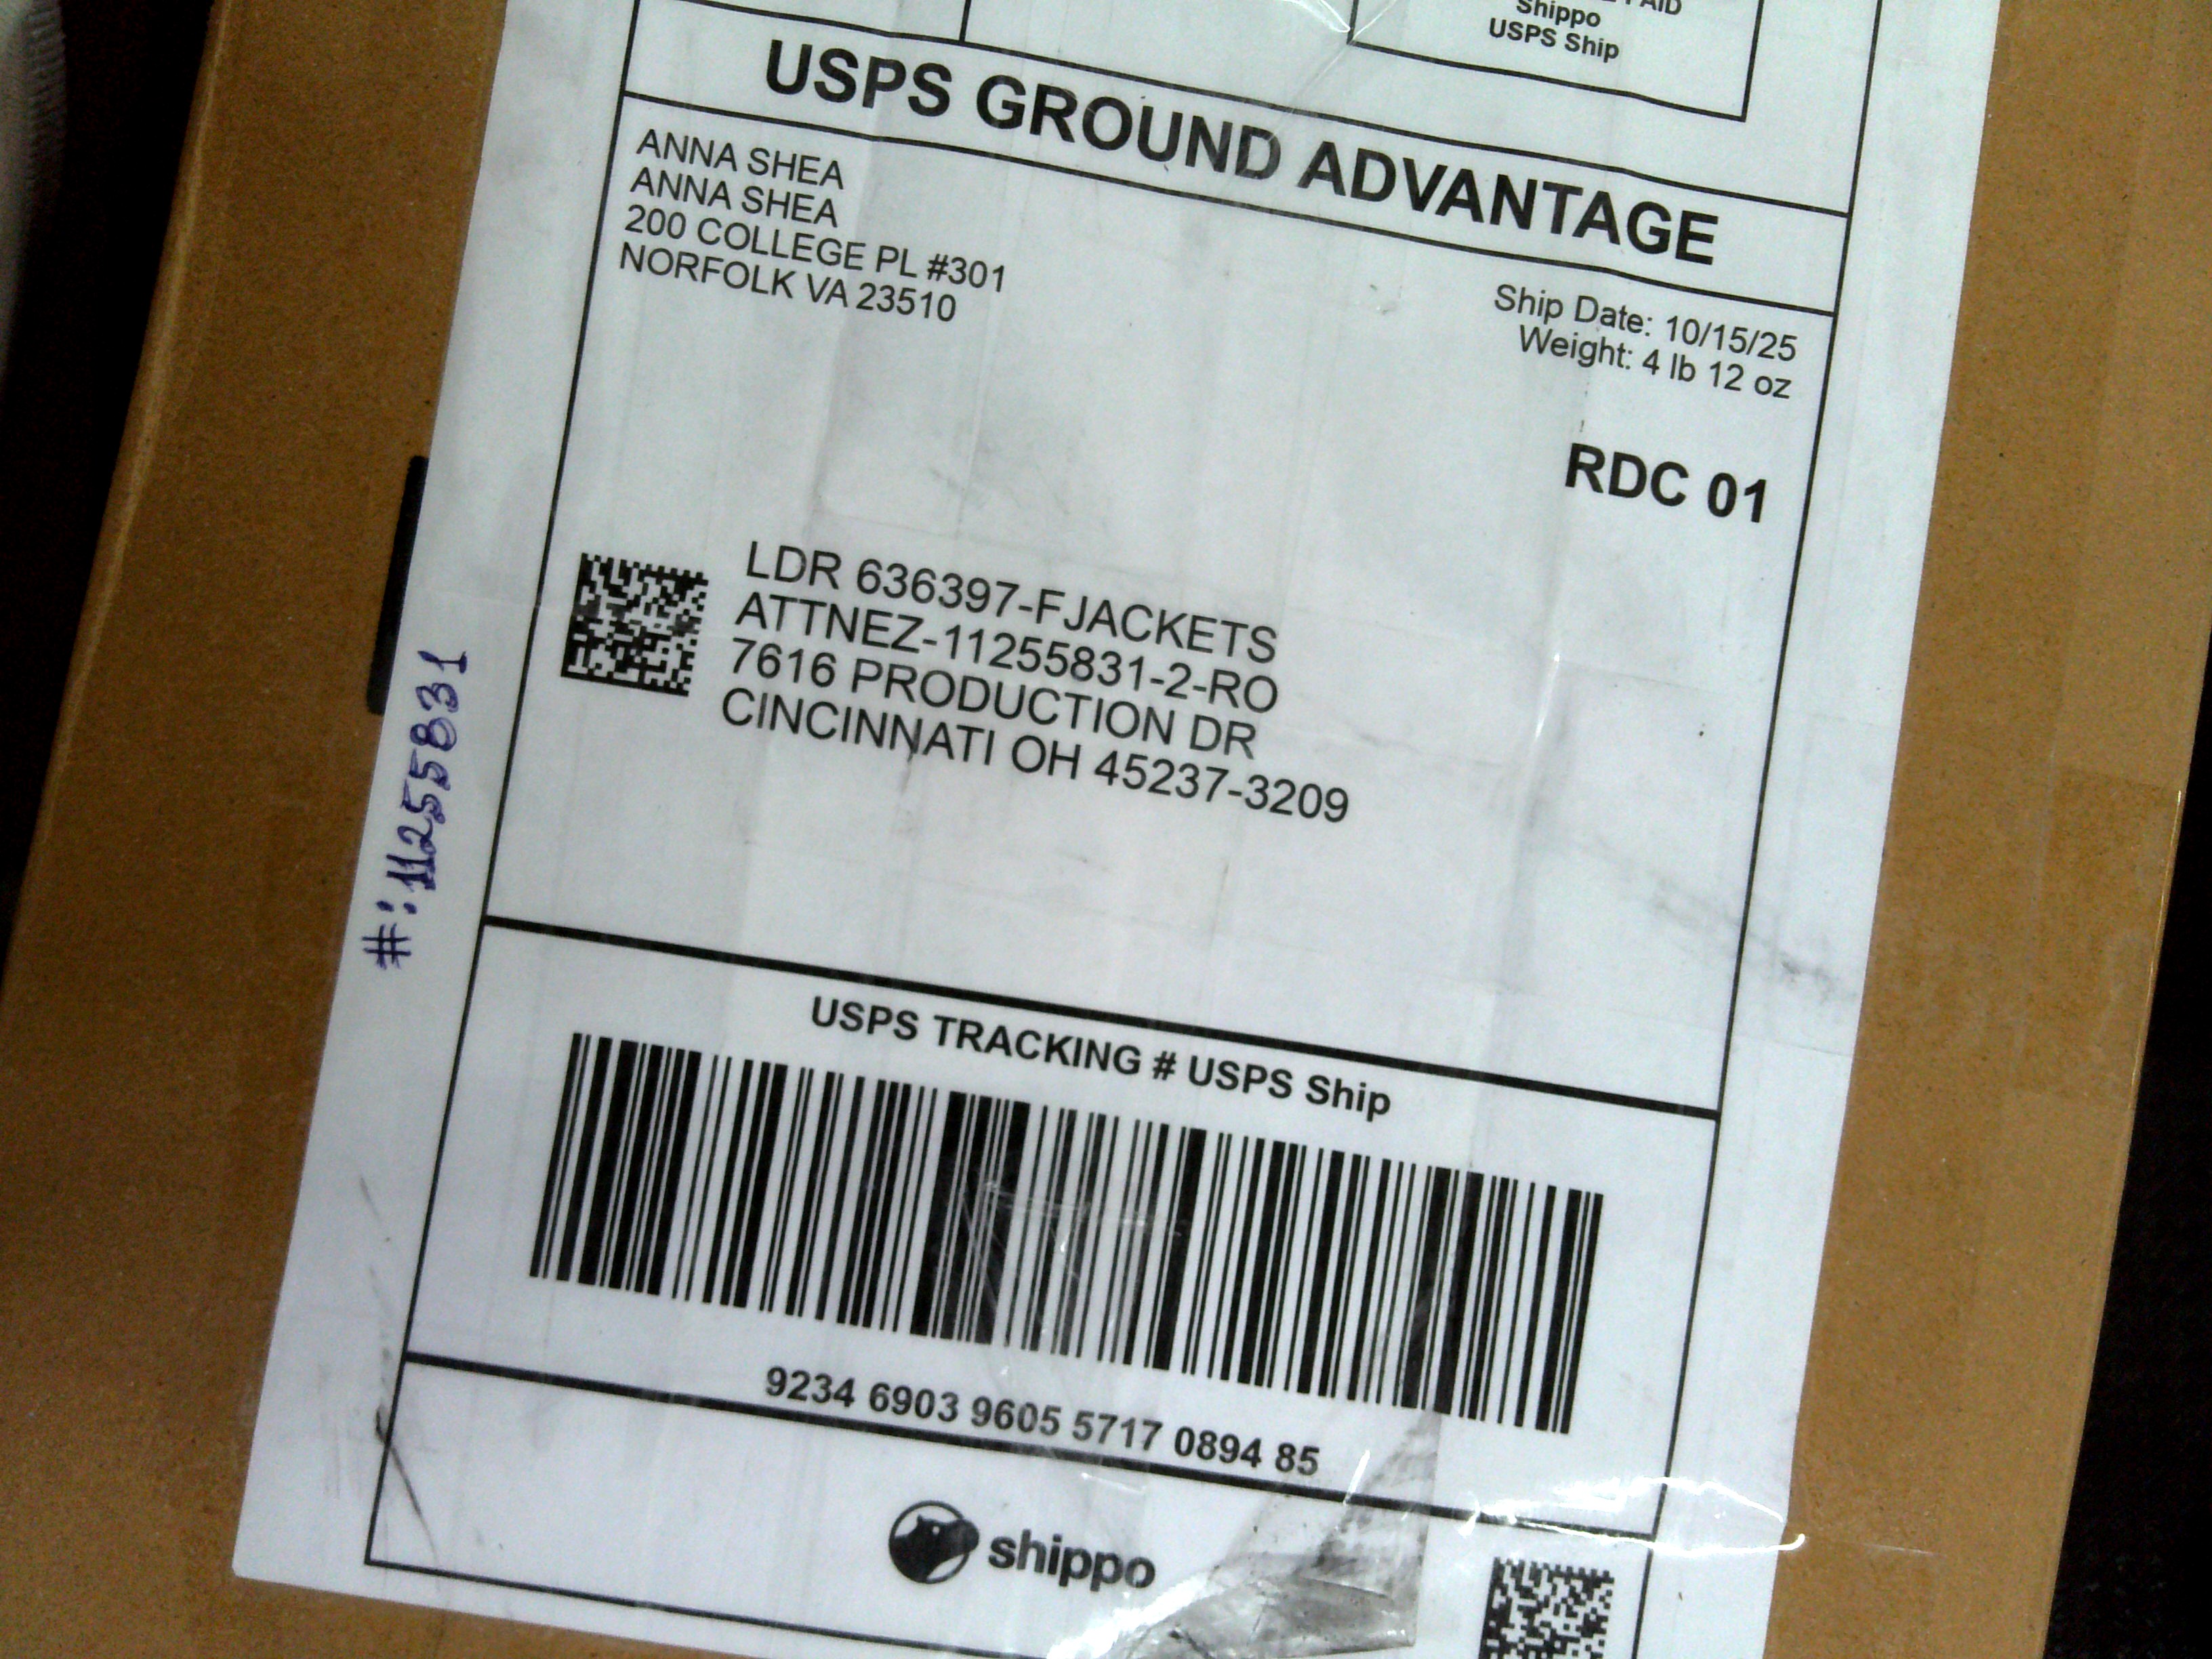 Shippo
USPS Ship
USPS GROUND ADVANTAGE
ANNA SHEA
ANNA SHEA
200 COLLEGE PL #301
NORFOLK VA 23510
Ship Date: 10/15/25
Weight: 4 lb 12 oz
RDC 01
LDR 636397-FJACKETS
ATTNEZ-11255831-2-RO
7616 PRODUCTION DR
CINCINNATI OH 45237-3209
#:11255831
USPS TRACKING # USPS Ship
9234 6903 9605 5717 0894 85
shippo